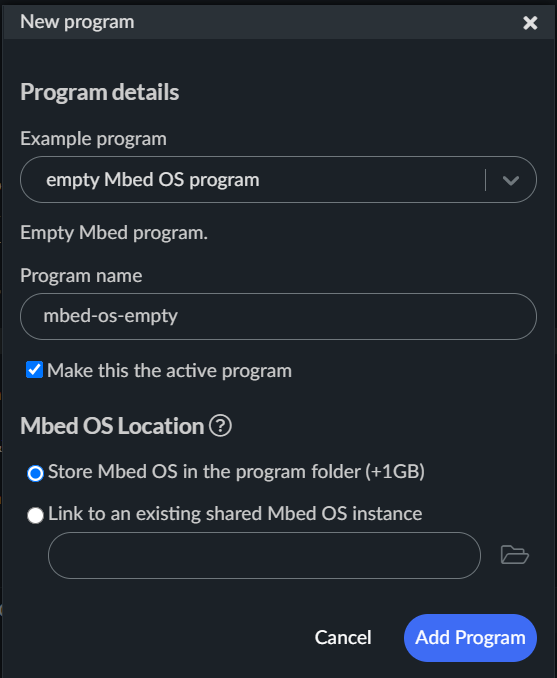 New program
Program details
Example program
empty Mbed OS program
Empty Mbed program.
Program name
mbed-os-empty
Make this the active program
Mbed OS Location
Store Mbed OS in the program folder (+1GB)
Link to an existing shared Mbed OS instance
Cancel Add Program